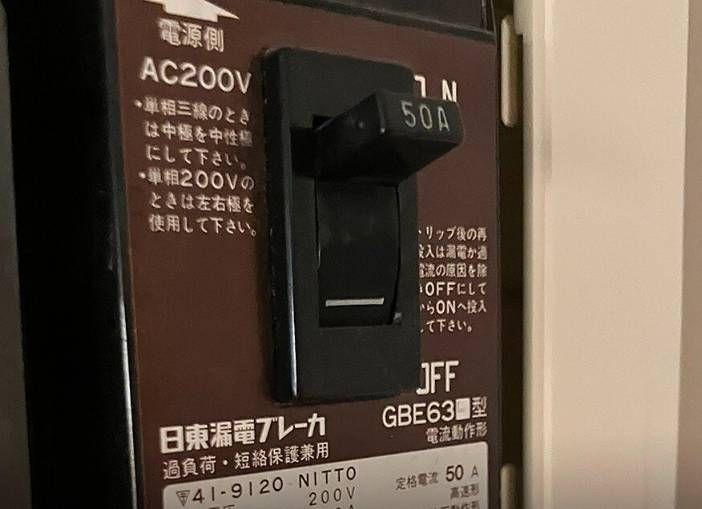 電源側
AC200V
・単相三線のとき
は中極を中性極
にして下さい。
・単相200Vの
ときは左右極を
使用して下さい。
N
50A
トリップ後の再
投入は漏電か過
電流の原因を除
OFFにして
からONへ投入
して下さい。
OFF
GBE63 型
電流動作形
日東漏電ブレーカ
過負荷・短絡保護兼用
41-9120 NITTO
200V
定格電流 50 A
高速形